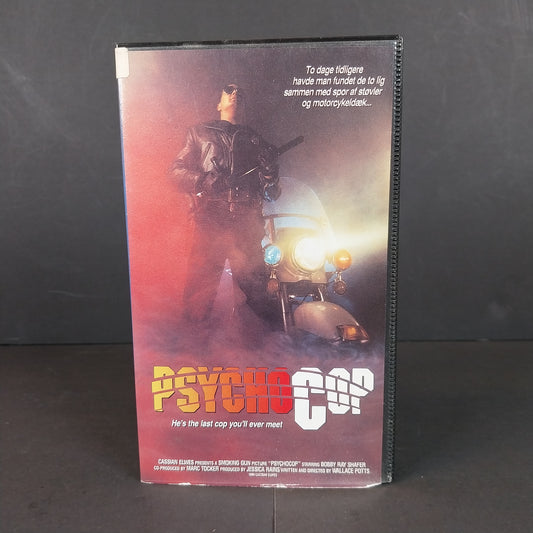 To dage tidligere
havde man fundet de to lig
sammen med spor af støvler
og motorcykeldæk...
PSYCHOCOP
He's the last cop you'll ever meet
CASSIAN ELWES PRESENTS A SMOKING GUN PICTURE "PSYCHOCOP" STARRING BOBBY RAY SHAFER
CO-PRODUCED BY MARC TOCKER PRODUCED BY JESSICA RAINS WRITTEN AND DIRECTED BY WALLACE POTTS